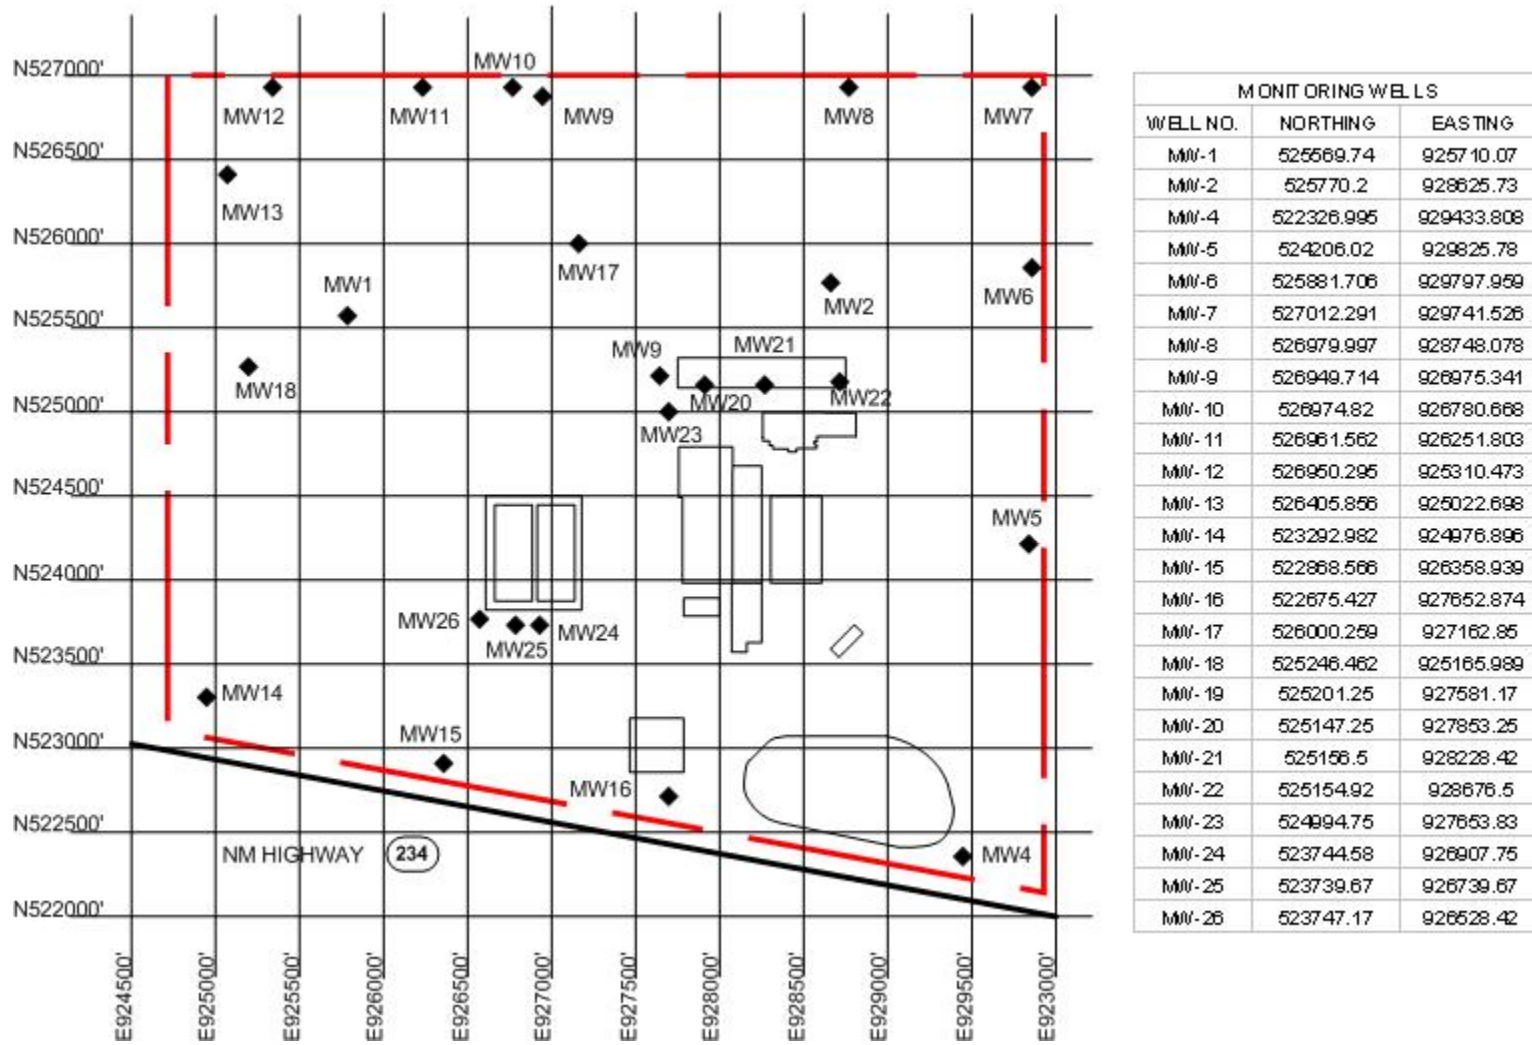 MW10
N527000'
MW12
MW11
MW9
MW8
MW7
N526500'
MW13
N526000'
MW17
MW1
MW2
MW6
N525500'
MW9
MW21
MW18
MW20
MW22
N525000'
MW23
N524500'
MW5
N524000'
MW26
MW25
MW24
N523500'
MW14
MW15
N523000'
MW16
N522500'
NM HIGHWAY 234
MW4
N522000'
E924500'
E925000'
E925500'
E926000'
E926500'
E927000'
E927500'
E928000'
E928500'
E929000'
E929500'
E923000'
MONITORING WELLS
WELL NO. NORTHING EASTING
MW-1 525569.74 925710.07
MW-2 525770.2 928625.73
MW-4 522326.995 929433.808
MW-5 524206.02 929825.78
MW-6 525881.706 929797.959
MW-7 527012.291 929741.526
MW-8 526979.997 928748.078
MW-9 526949.714 926975.341
MW-10 526974.82 926780.668
MW-11 526961.562 926251.803
MW-12 526950.295 925310.473
MW-13 526405.856 925022.698
MW-14 523292.982 924976.896
MW-15 522868.566 926358.939
MW-16 522675.427 927652.874
MW-17 526000.259 927162.85
MW-18 525246.462 925165.989
MW-19 525201.25 927581.17
MW-20 525147.25 927853.25
MW-21 525156.5 928228.42
MW-22 525154.92 928676.5
MW-23 524994.75 927653.83
MW-24 523744.58 926907.75
MW-25 523739.67 926739.67
MW-26 523747.17 926528.42